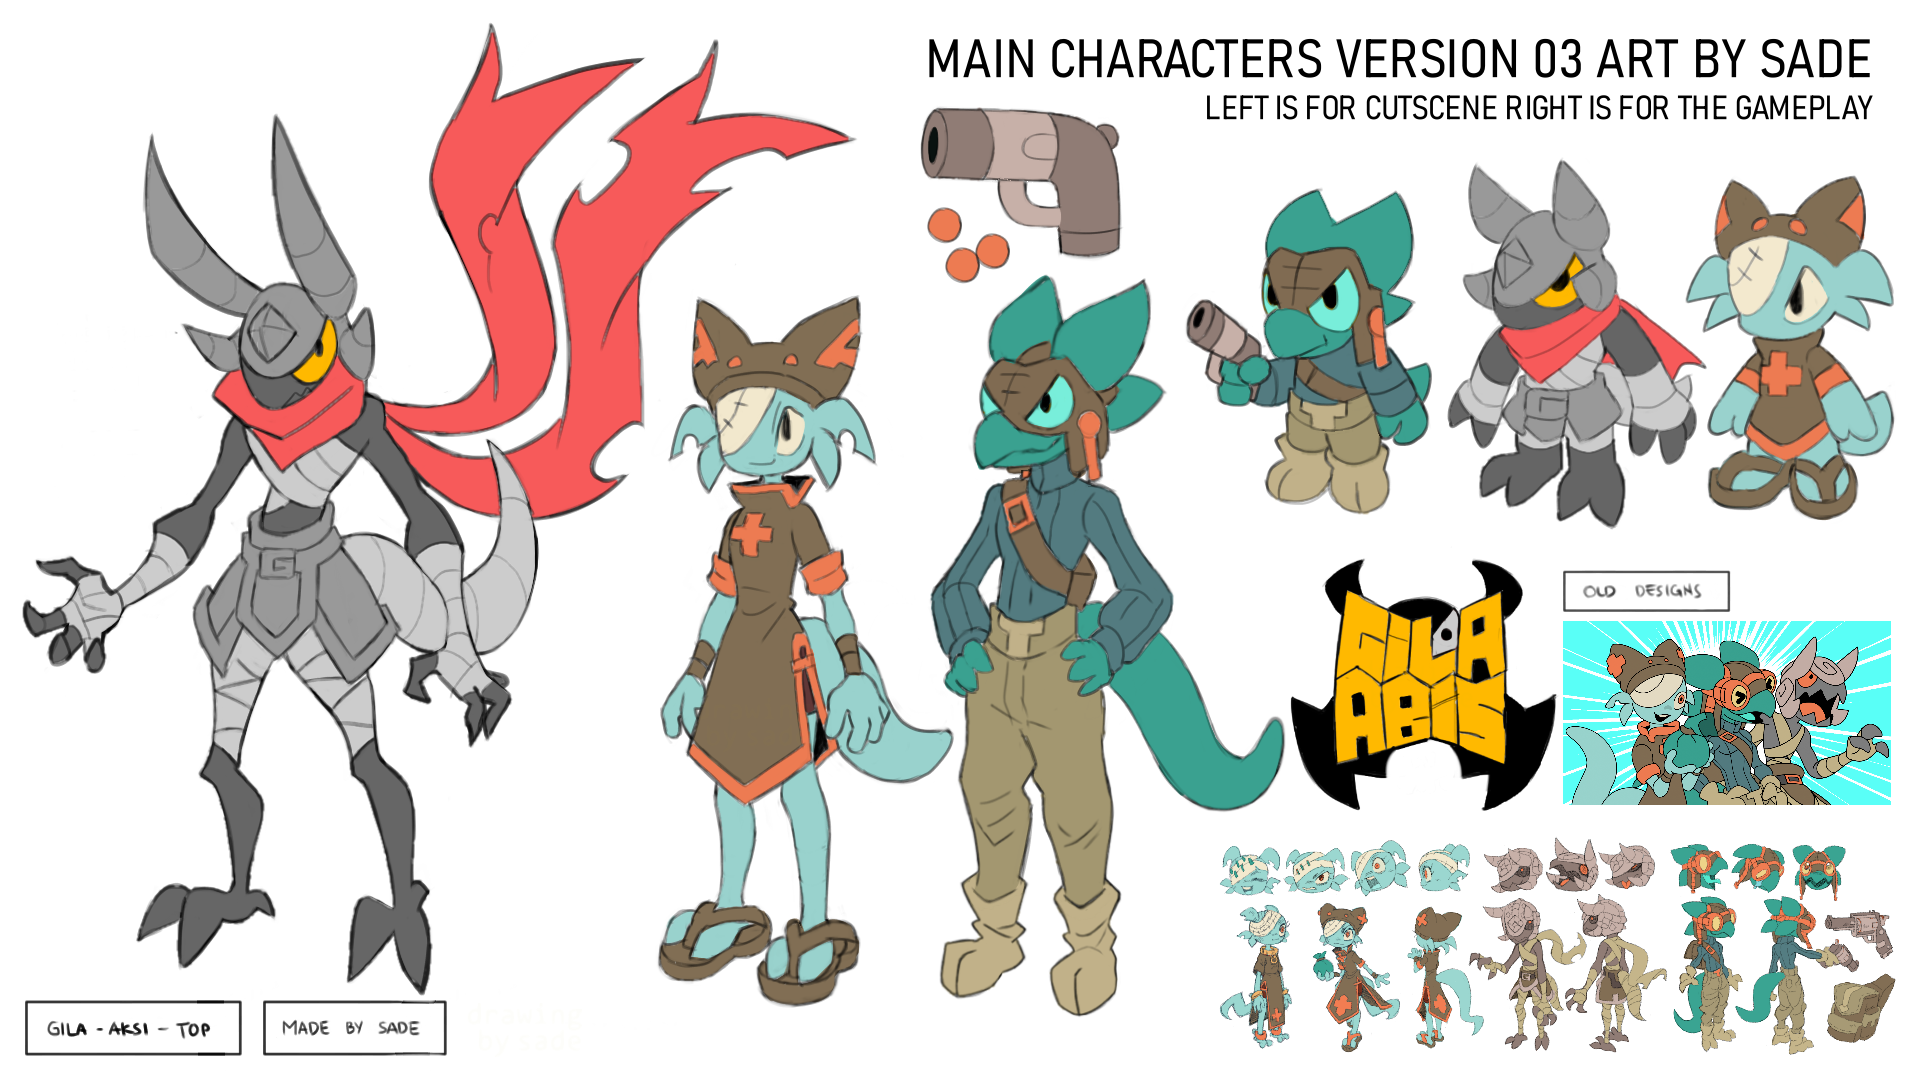 MAIN CHARACTERS VERSION 03 ART BY SADE
LEFT IS FOR CUTSCENE RIGHT IS FOR THE GAMEPLAY
G
GILA
ABiS
OLD DESIGNS
GILA - AKSI - TOP
MADE BY SADE